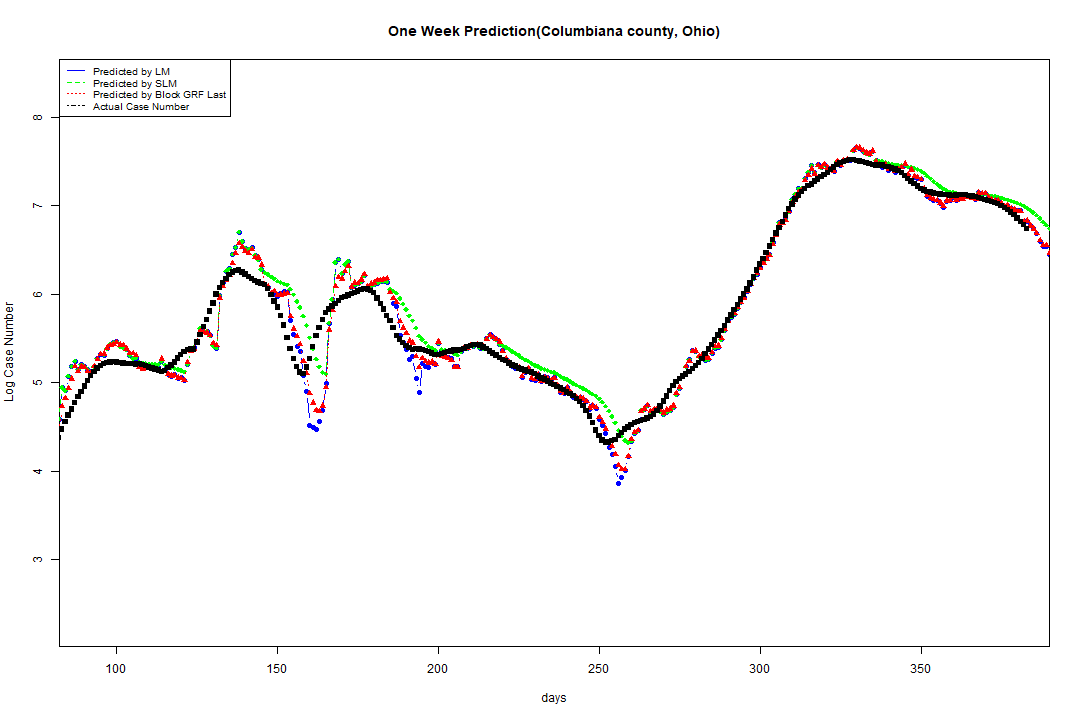 One Week Prediction(Columbiana county, Ohio)
Predicted by LM
Predicted by SLM
Predicted by Block GRF Last
Actual Case Number
Log Case Number
8
7
6
5
4
3
100 150 200 250 300 350
days